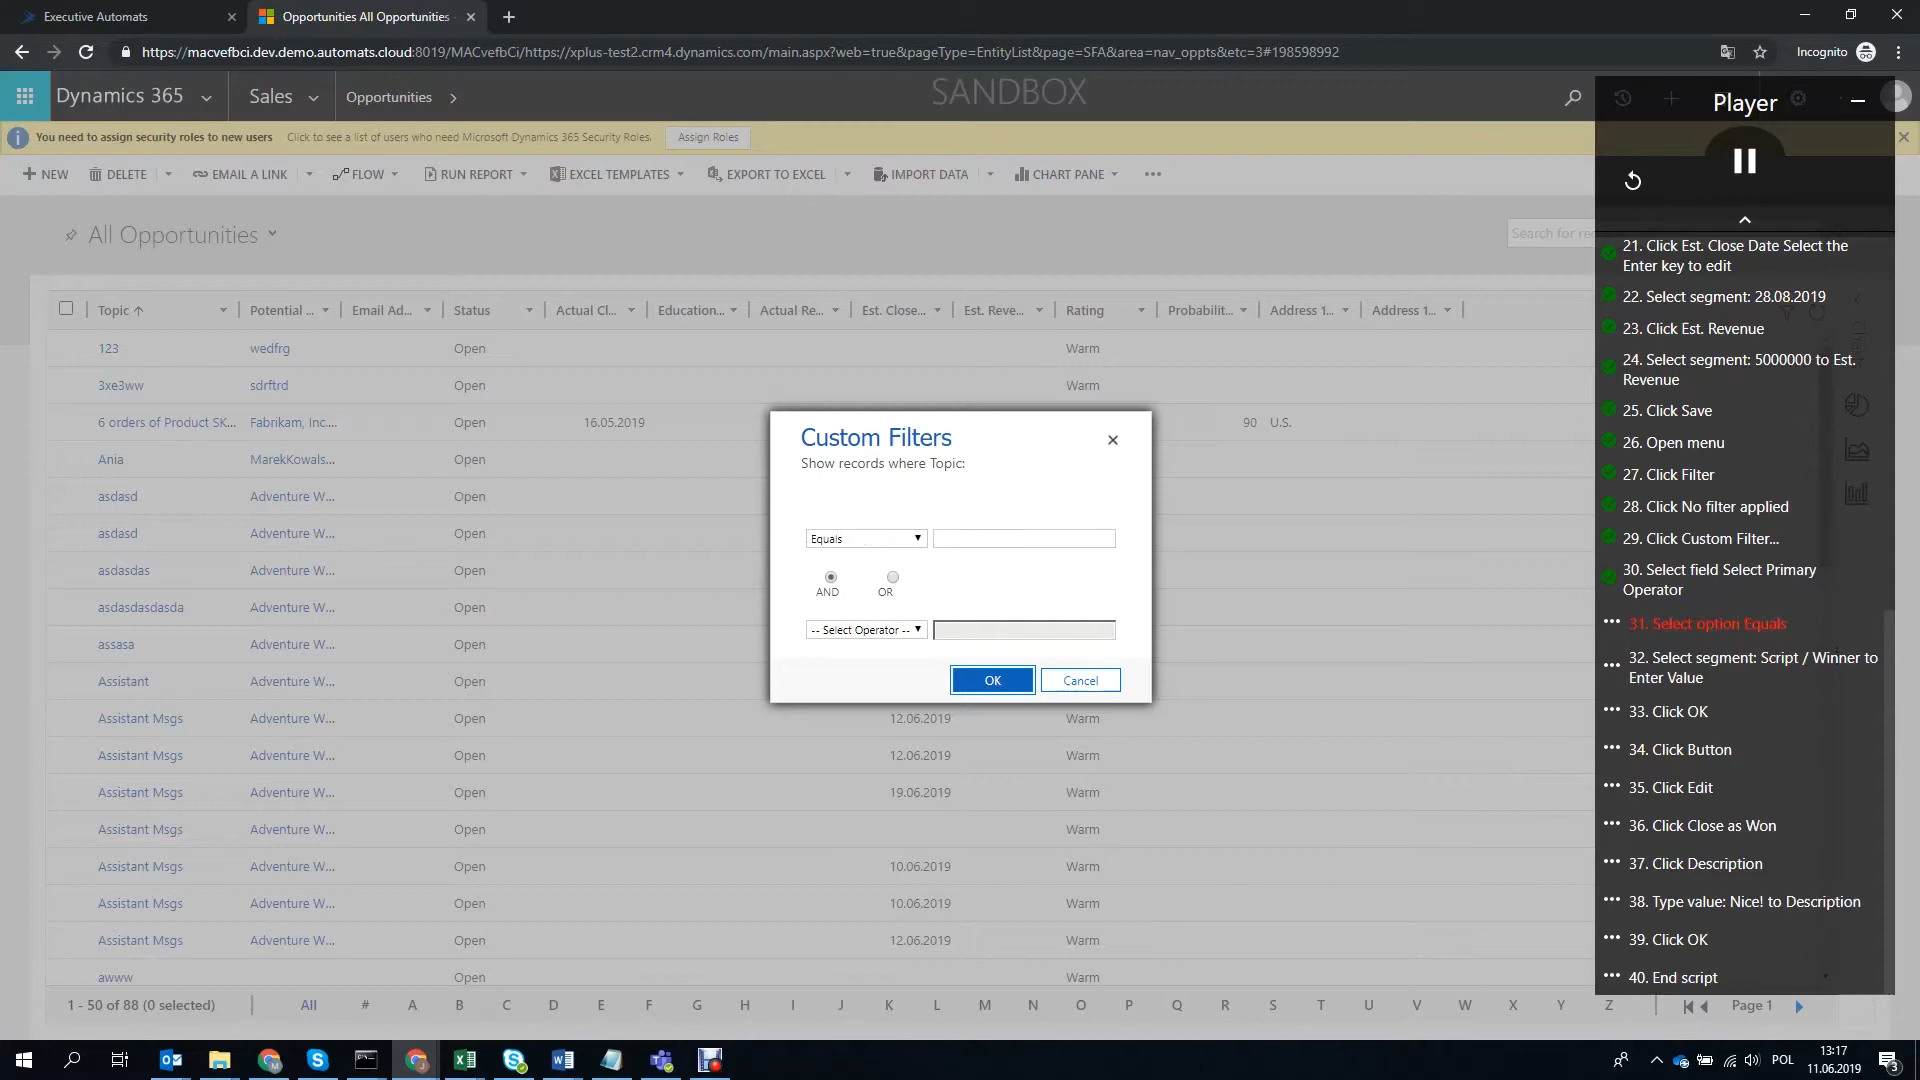 Executive Automats
Opportunities All Opportunities
https://macvefbci.dev.demo.automats.cloud:8019/MACvefbCi/https://xplus-test2.crm4.dynamics.com/main.aspx?web=true&pageType=EntityList&page=SFA&area=nav_oppts&etc=3#198598992
Incognito
Dynamics 365
Sales
Opportunities
SANDBOX
You need to assign security roles to new users Click to see a list of users who need Microsoft Dynamics 365 Security Roles. Assign Roles
NEW DELETE EMAIL A LINK FLOW RUN REPORT EXCEL TEMPLATES EXPORT TO EXCEL IMPORT DATA CHART PANE
All Opportunities
Search for rec
Topic Potential ... Email Ad... Status Actual Cl... Education... Actual Re... Est. Close... Est. Reve... Rating Probabilit... Address 1... Address 1...
123 wedfrg Open Warm
3xe3ww sdrftrd Open Warm
6 orders of Product SK... Fabrikam, Inc.... Open 16.05.2019 90 U.S.
Ania MarekKowals... Open
asdasd Adventure W... Open
asdasd Adventure W... Open
asdasdas Adventure W... Open
asdasdasdasda Adventure W... Open
assasa Adventure W... Open
Assistant Adventure W... Open
Assistant Msgs Adventure W... Open 12.06.2019 Warm
Assistant Msgs Adventure W... Open 12.06.2019 Warm
Assistant Msgs Adventure W... Open 19.06.2019 Warm
Assistant Msgs Adventure W... Open Warm
Assistant Msgs Adventure W... Open 10.06.2019 Warm
Assistant Msgs Adventure W... Open 10.06.2019 Warm
Assistant Msgs Adventure W... Open 12.06.2019 Warm
awww Open Warm
1 - 50 of 88 (0 selected) All # A B C D E F G H I J K L M N O P Q R S T U V W X Y Z Page 1
Custom Filters
Show records where Topic:
Equals
AND OR
-- Select Operator --
OK Cancel
Player
21. Click Est. Close Date Select the
Enter key to edit
22. Select segment: 28.08.2019
23. Click Est. Revenue
24. Select segment: 5000000 to Est.
Revenue
25. Click Save
26. Open menu
27. Click Filter
28. Click No filter applied
29. Click Custom Filter...
30. Select field Select Primary
Operator
31. Select option Equals
32. Select segment: Script / Winner to
Enter Value
33. Click OK
34. Click Button
35. Click Edit
36. Click Close as Won
37. Click Description
38. Type value: Nice! to Description
39. Click OK
40. End script
POL
13:17
11.06.2019
3